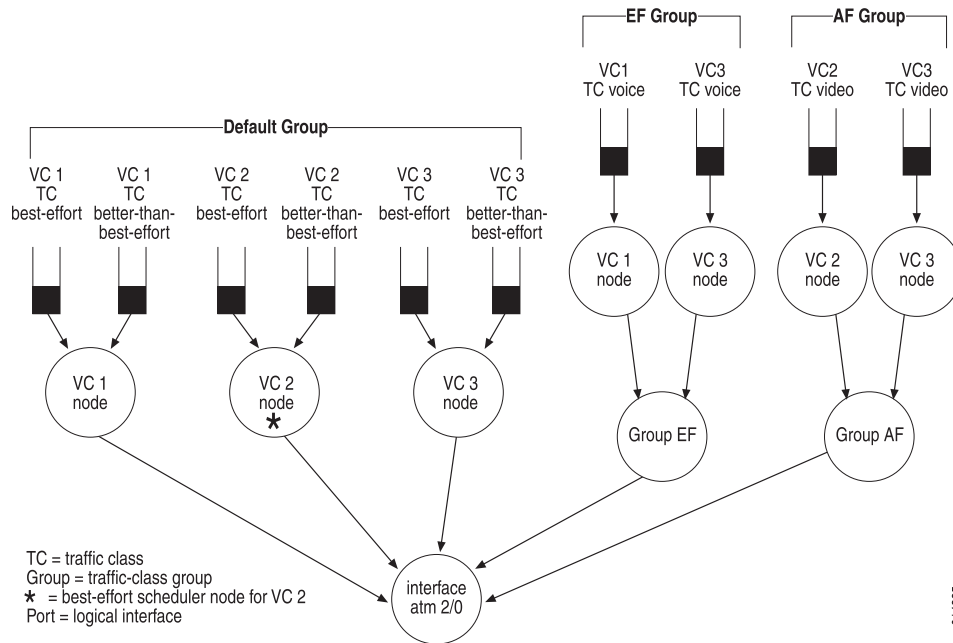 EF Group
AF Group
VC1
TC voice
VC3
TC voice
VC2
TC video
VC3
TC video
Default Group
VC 1
TC
best-effort
VC 1
TC
better-than-
best-effort
VC 2
TC
best-effort
VC 2
TC
better-than-
best-effort
VC 3
TC
best-effort
VC 3
TC
better-than-
best-effort
VC 1
node
VC 3
node
VC 2
node
VC 3
node
VC 1
node
VC 2
node
*
VC 3
node
Group EF
Group AF
interface
atm 2/0
TC = traffic class
Group = traffic-class group
* = best-effort scheduler node for VC 2
Port = logical interface